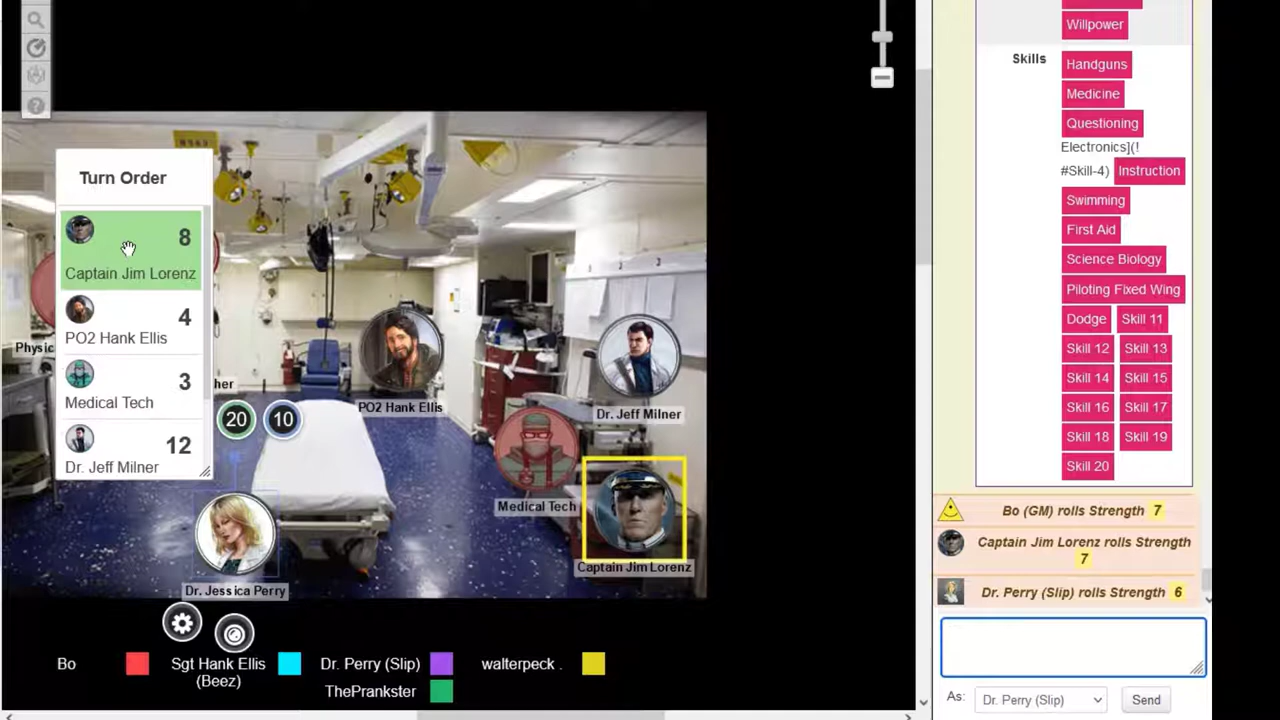 Willpower
Skills
Handguns
Medicine
Questioning
Electronics](!
#Skill-4) Instruction
Swimming
First Aid
Science Biology
Piloting Fixed Wing
Dodge Skill 11
Skill 12 Skill 13
Skill 14 Skill 15
Skill 16 Skill 17
Skill 18 Skill 19
Skill 20
Turn Order
8
Captain Jim Lorenz
4
PO2 Hank Ellis
3
Medical Tech
12
Dr. Jeff Milner
Physic
her
20 10
PO2 Hank Ellis
Dr. Jeff Milner
Medical Tech
Captain Jim Lorenz
Dr. Jessica Perry
Bo
Sgt Hank Ellis
(Beez)
Dr. Perry (Slip)
walterpeck .
ThePrankster
Bo (GM) rolls Strength 7
Captain Jim Lorenz rolls Strength
7
Dr. Perry (Slip) rolls Strength 6
As: Dr. Perry (Slip) Send